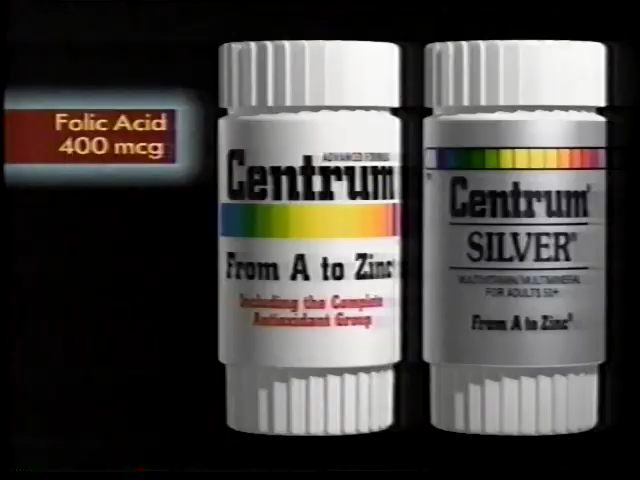 Folic Acid
400 mcg
ADVANCED FORMULA
Centrum
From A to Zinc
Including the Complete
Antioxidant Group
Centrum®
SILVER®
MULTIVITAMIN/MULTIMINERAL
FOR ADULTS 50+
From A to Zinc®